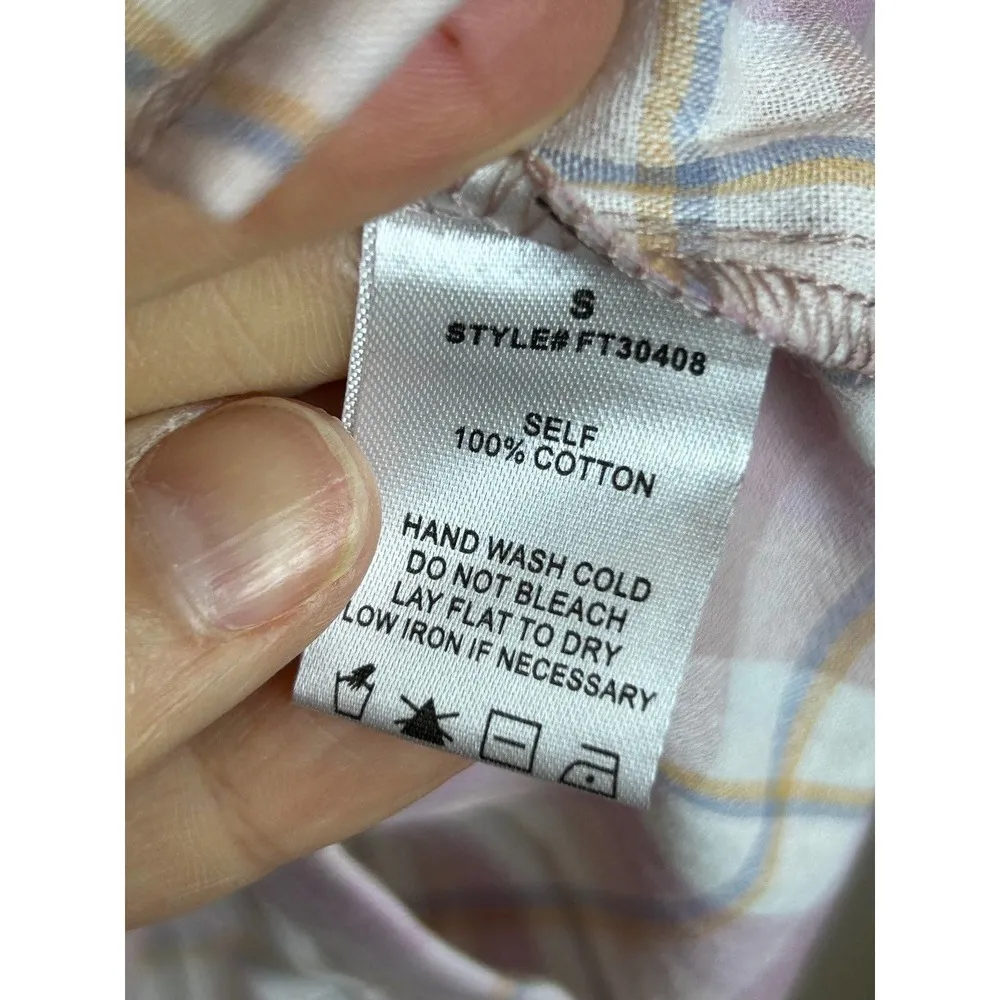 S
STYLE# FT30408
SELF
100% COTTON
HAND WASH COLD
DO NOT BLEACH
LAY FLAT TO DRY
LOW IRON IF NECESSARY